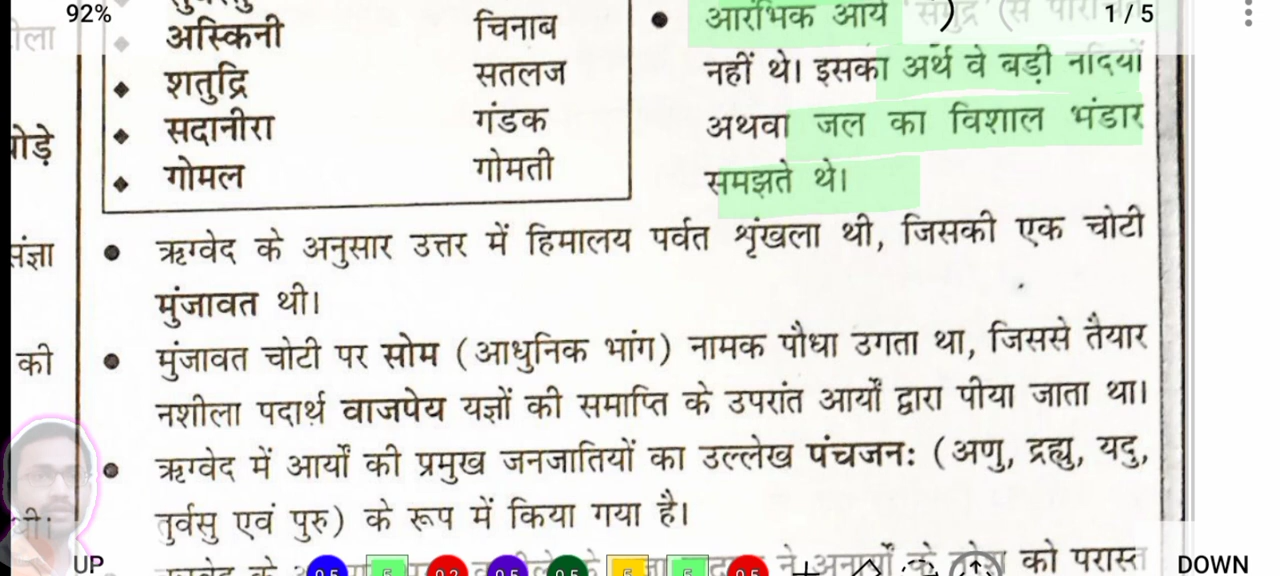 92%
1 / 5
अस्किनी चिनाब
शतुद्रि सतलज
सदानीरा गंडक
गोमल गोमती
आरंभिक आर्य 'समुद्र' (से
नहीं थे। इसका अर्थ वे बड़ी नदियों
अथवा जल का विशाल भंडार
समझते थे।
ऋग्वेद के अनुसार उत्तर में हिमालय पर्वत शृंखला थी, जिसकी एक चोटी
मुंजावत थी।
मुंजावत चोटी पर सोम (आधुनिक भांग) नामक पौधा उगता था, जिससे तैयार
नशीला पदार्थ वाजपेय यज्ञों की समाप्ति के उपरांत आर्यों द्वारा पीया जाता था।
ऋग्वेद में आर्यों की प्रमुख जनजातियों का उल्लेख पंचजनः (अणु, द्रह्यु, यदु,
तुर्वसु एवं पुरु) के रूप में किया गया है।
को परास्त
संज्ञा
की
थी।
UP
DOWN